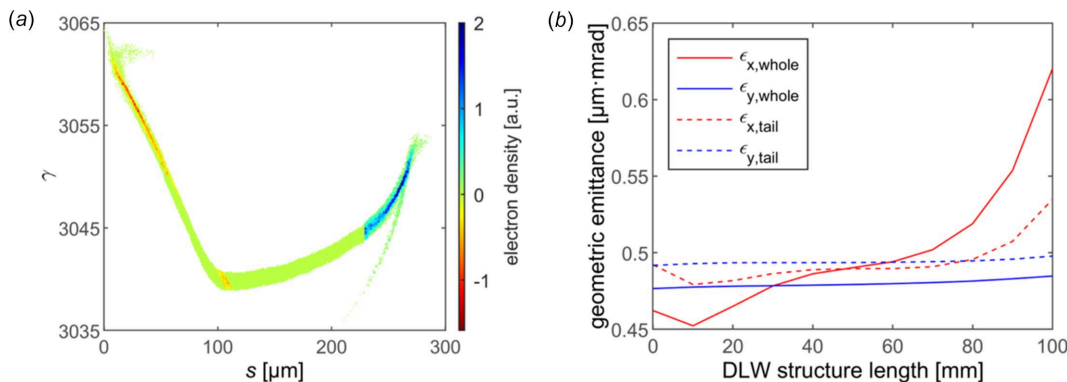 (a)
3065
3055
3045
3035
γ
0
100
200
300
s [μm]
2
1
0
-1
electron density [a.u.]
(b)
0.65
0.6
0.55
0.5
0.45
geometric emittance [μm·mrad]
ϵx,whole
ϵy,whole
ϵx,tail
ϵy,tail
0
20
40
60
80
100
DLW structure length [mm]